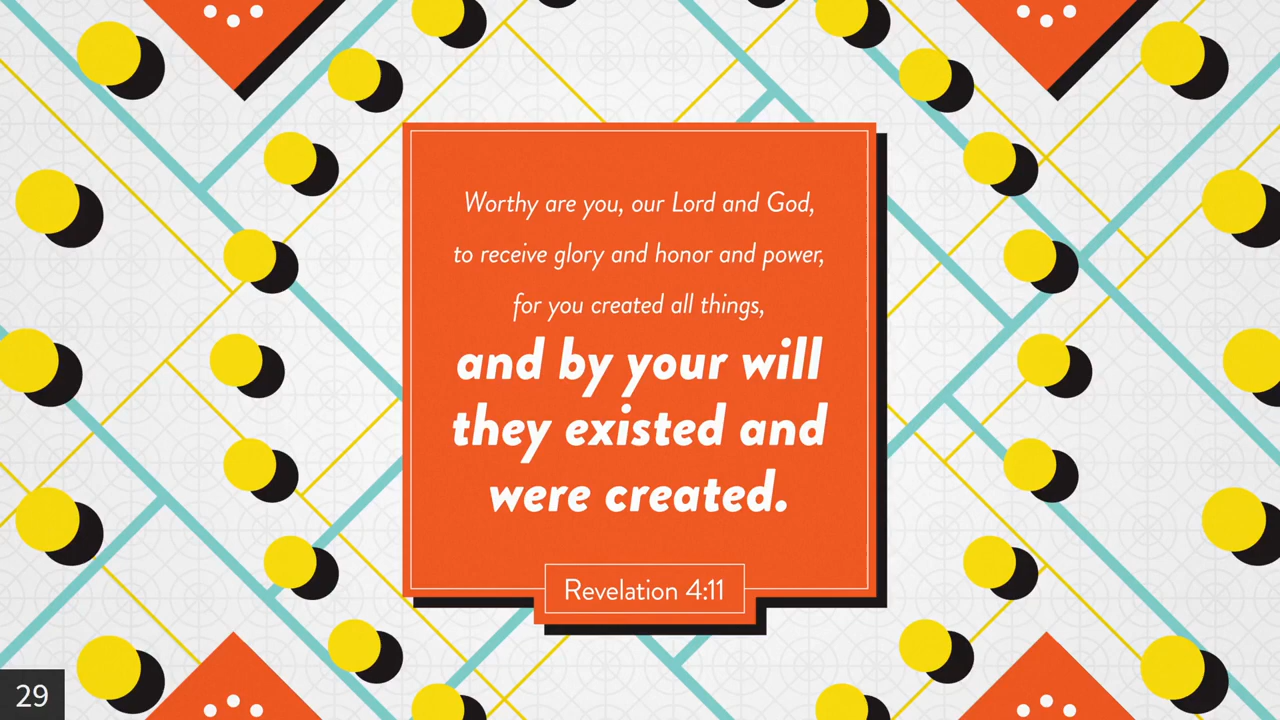 Worthy are you, our Lord and God,
to receive glory and honor and power,
for you created all things,
and by your will
they existed and
were created.
Revelation 4:11
29